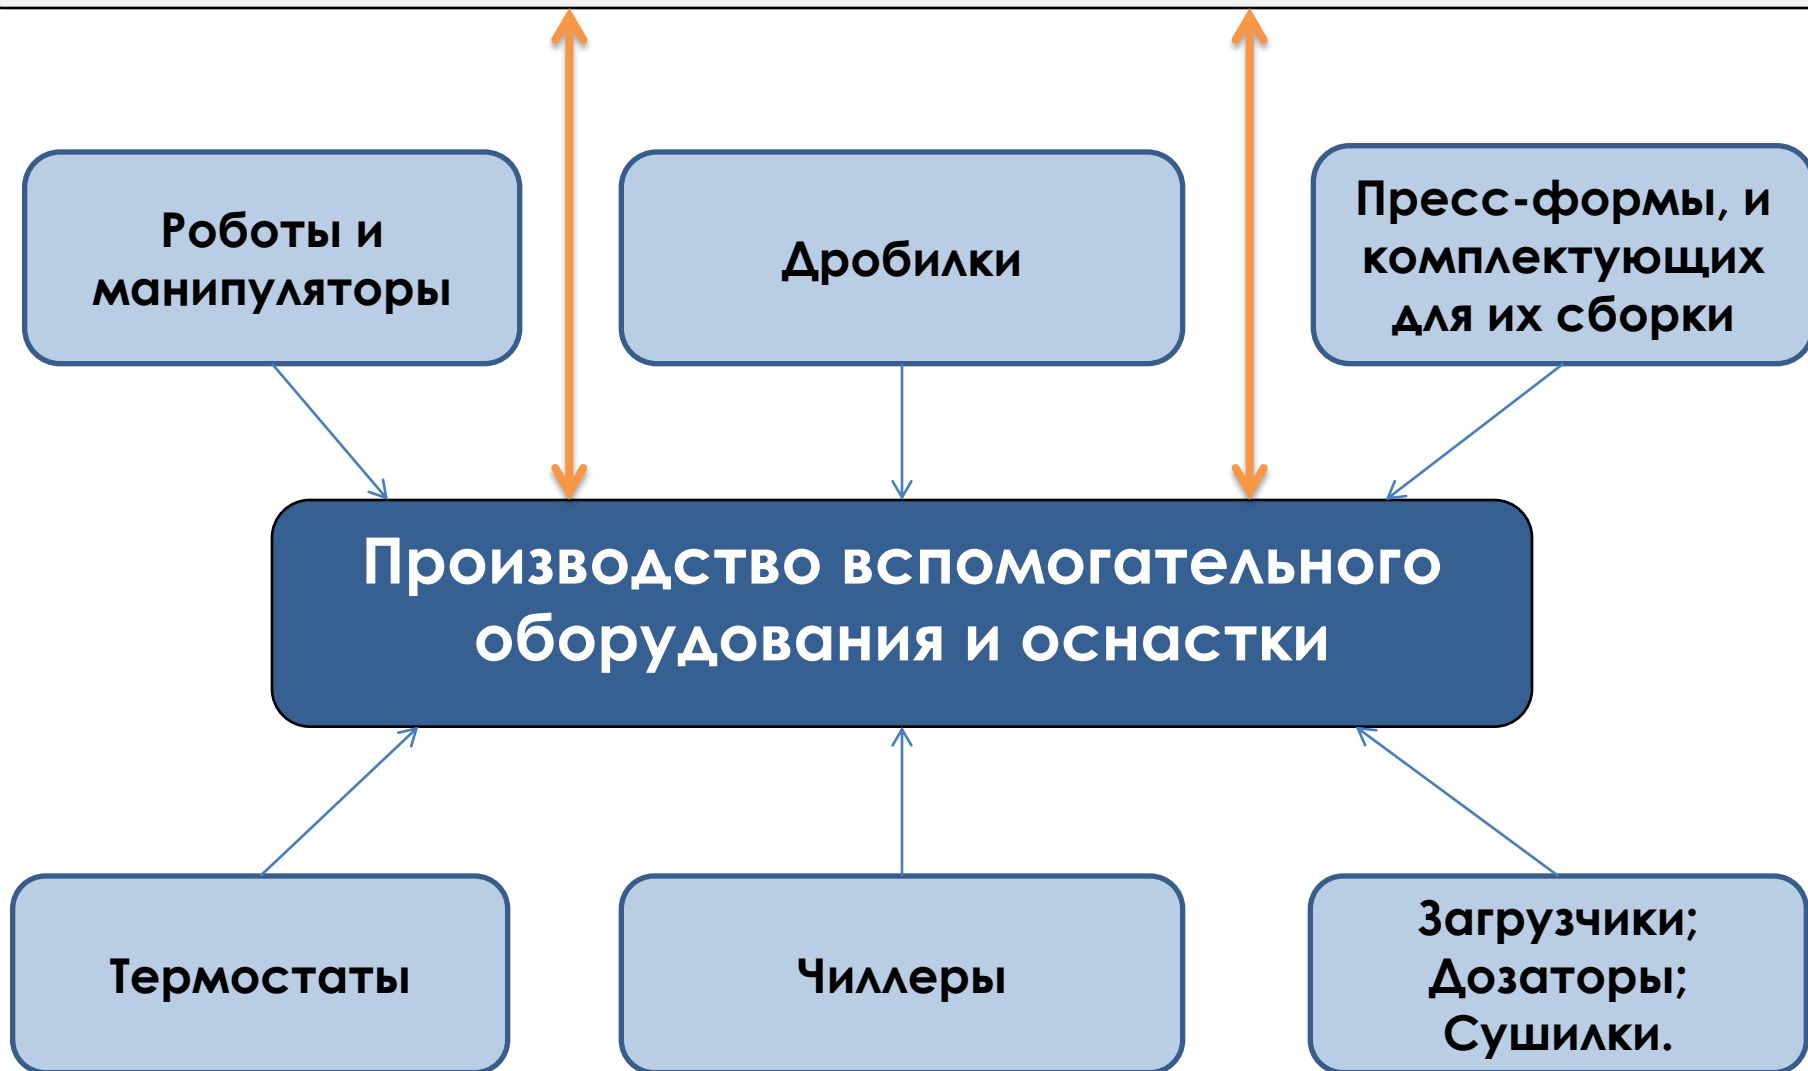 Роботы и
манипуляторы
Дробилки
Пресс-формы, и
комплектующих
для их сборки
Производство вспомогательного
оборудования и оснастки
Термостаты
Чиллеры
Загрузчики;
Дозаторы;
Сушилки.